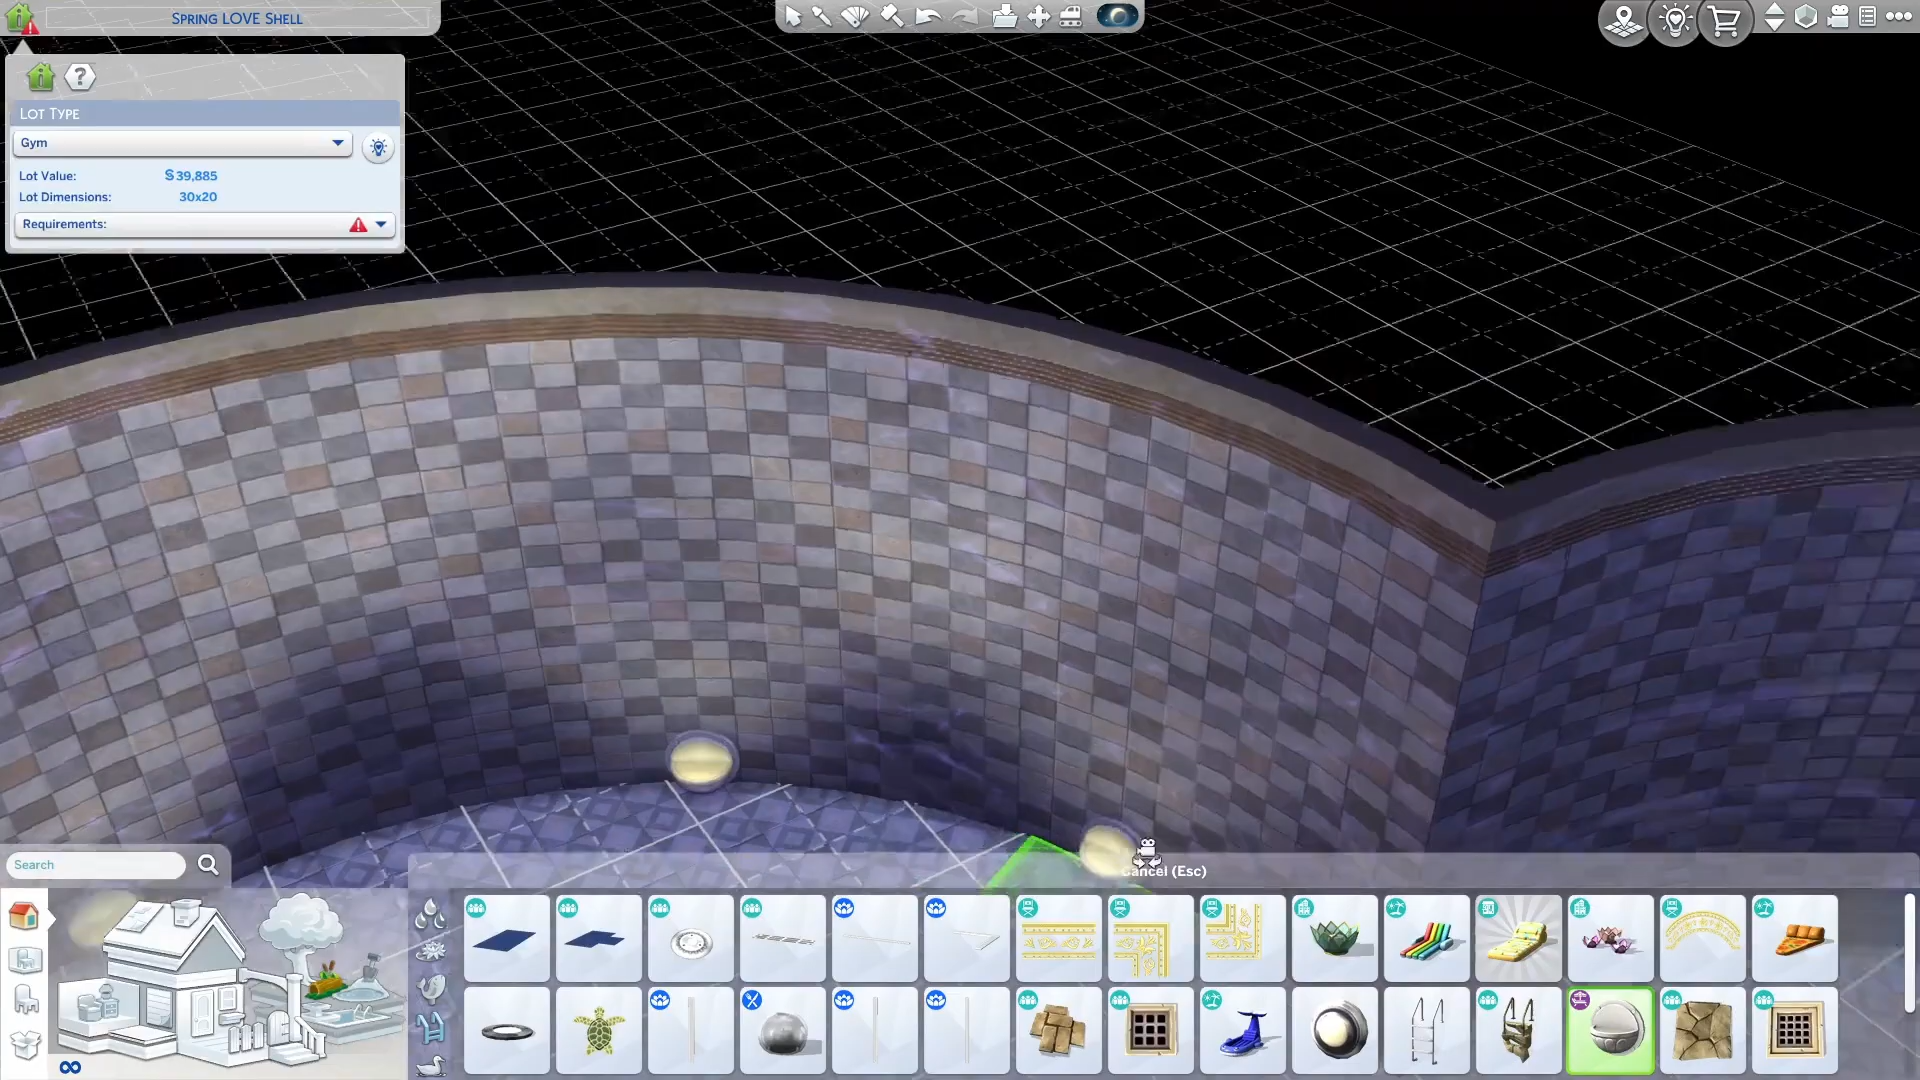 Spring LOVE Shell
Lot Type
Gym
Lot Value: §39,885
Lot Dimensions: 30x20
Requirements:
Cancel (Esc)
Search